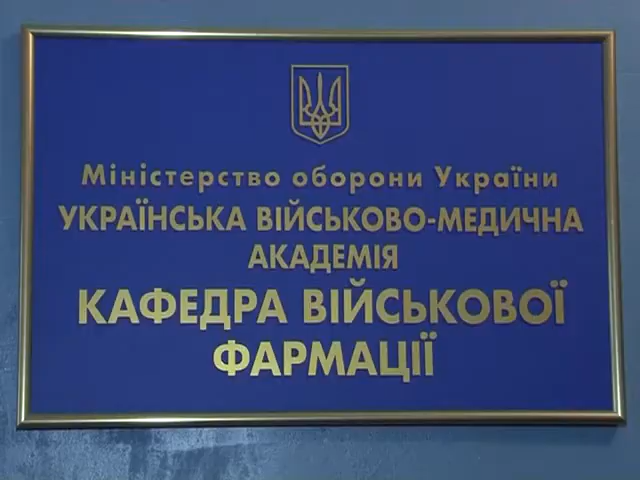 Міністерство оборони України
УКРАЇНСЬКА ВІЙСЬКОВО-МЕДИЧНА
АКАДЕМІЯ
КАФЕДРА ВІЙСЬКОВОЇ
ФАРМАЦІЇ